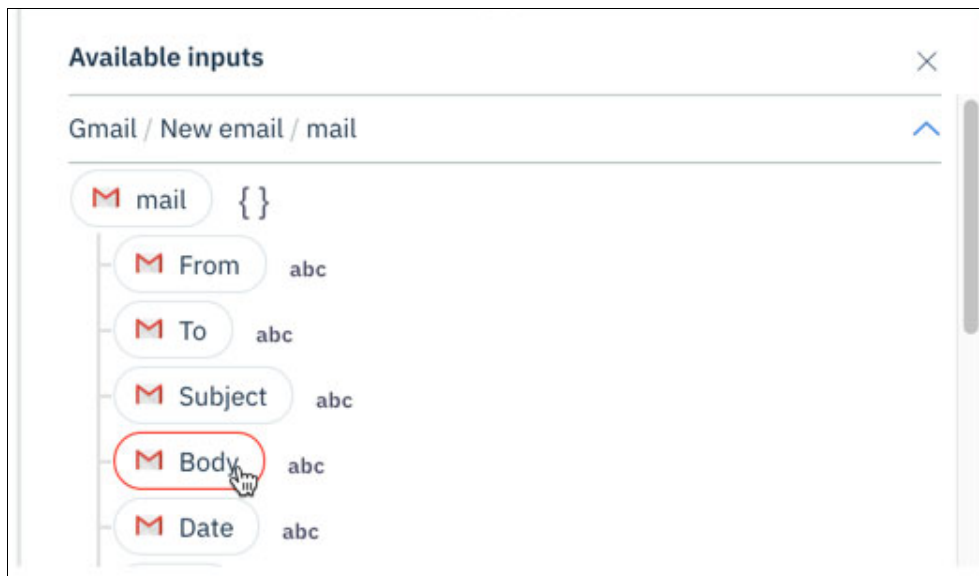 Available inputs
Gmail / New email / mail
mail { }
From abc
To abc
Subject abc
Body abc
Date abc